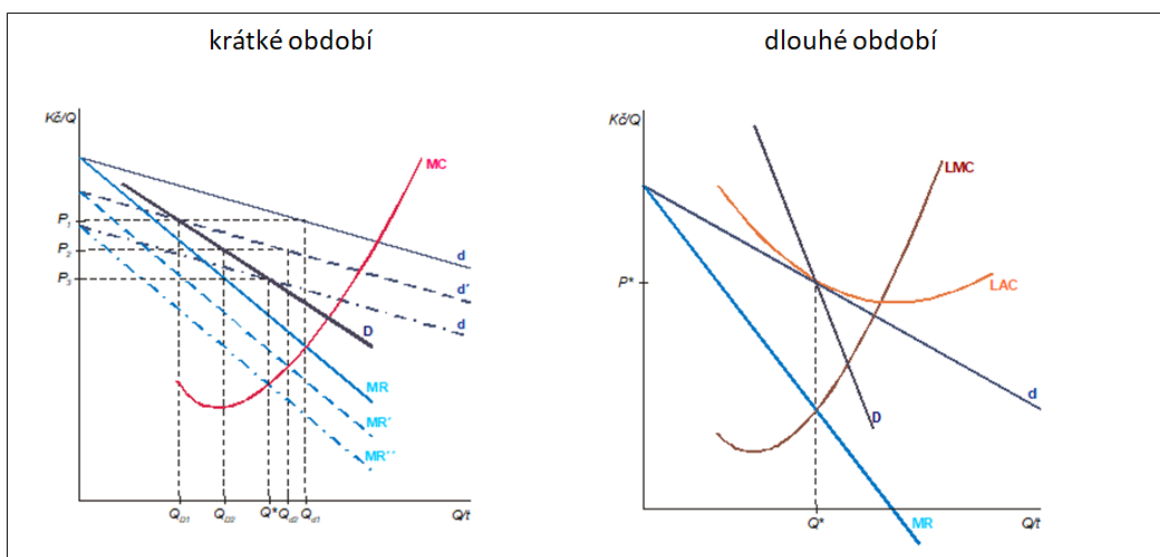 krátké období
dlouhé období
Kč/Q
MC
P1
P2
P3
d
d´
d
D
MR
MR´
MR´´
QD1
QD2
Q*
Qd2
Qd1
Q/t
Kč/Q
LMC
LAC
P*
D
d
Q*
MR
Q/t